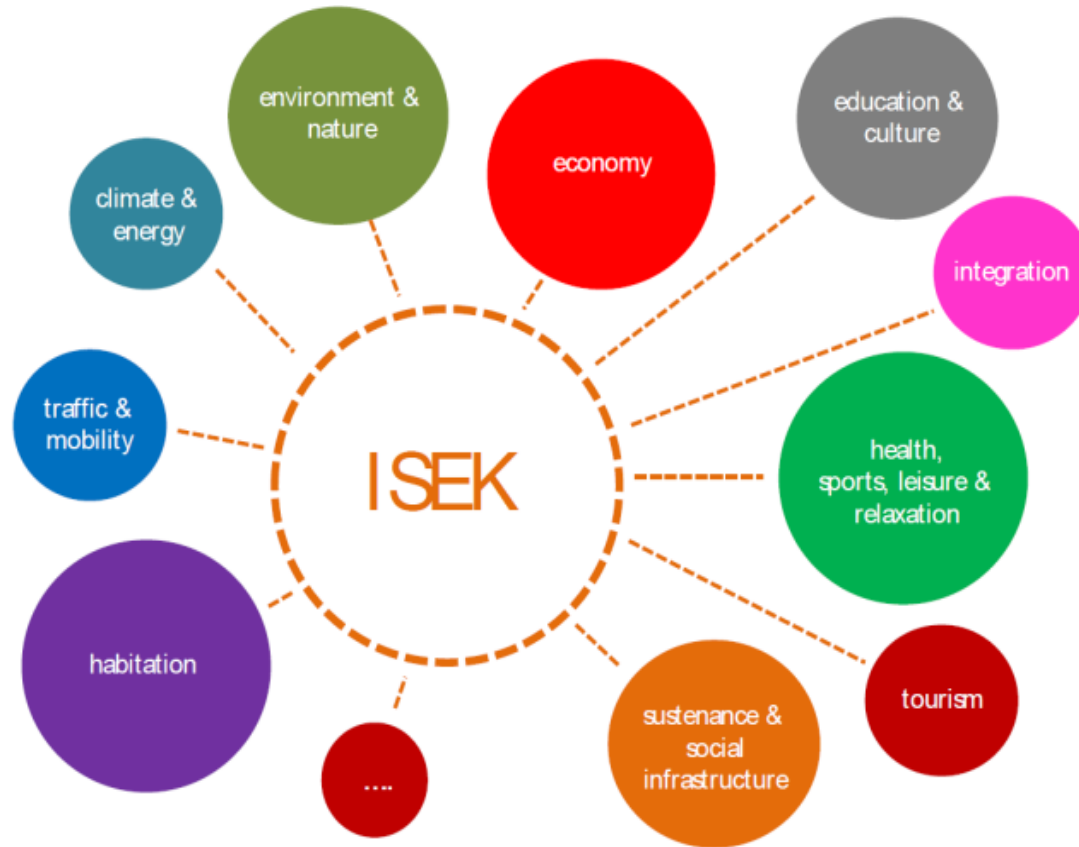 environment &
nature
economy
education &
culture
climate &
energy
integration
traffic &
mobility
ISEK
health,
sports, leisure &
relaxation
habitation
tourism
sustenance &
social
infrastructure
....